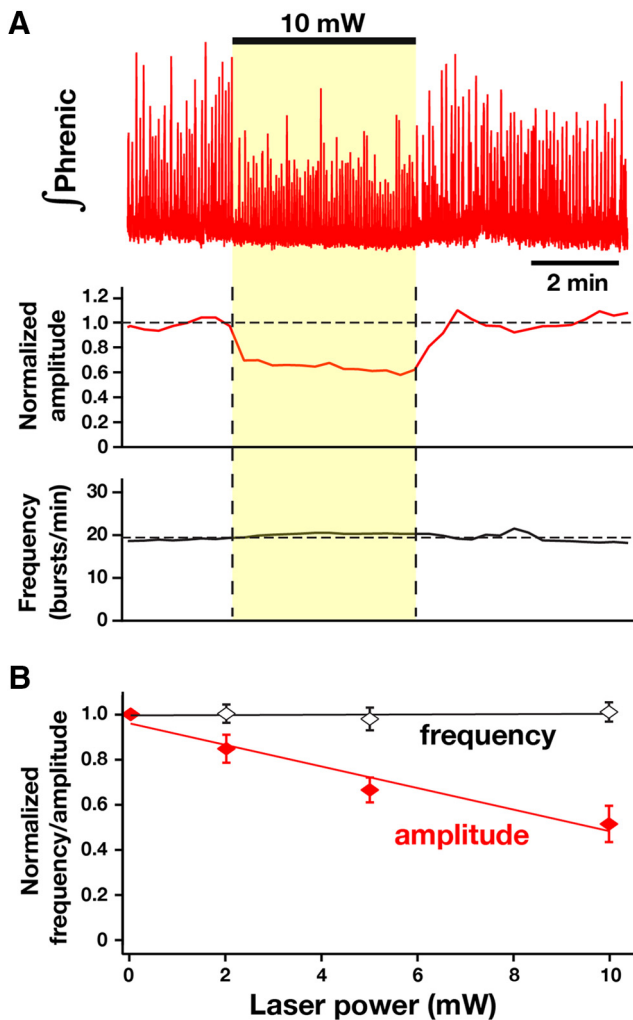 A
10 mW
∫Phrenic
2 min
Normalized
amplitude
1.2
1.0
0.8
0.6
0.4
0.2
0
Frequency
(bursts/min)
30
20
10
0
B
Normalized
frequency/amplitude
1.0
0.8
0.6
0.4
0.2
0
frequency
amplitude
0
2
4
6
8
10
Laser power (mW)